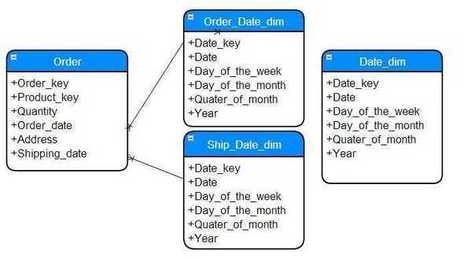 Order
+Order_key
+Product_key
+Quantity
+Order_date
+Address
+Shipping_date
Order_Date_dim
+Date_key
+Date
+Day_of_the_week
+Day_of_the_month
+Quater_of_month
+Year
Ship_Date_dim
+Date_key
+Date
+Day_of_the_week
+Day_of_the_month
+Quater_of_month
+Year
Date_dim
+Date_key
+Date
+Day_of_the_week
+Day_of_the_month
+Quater_of_month
+Year